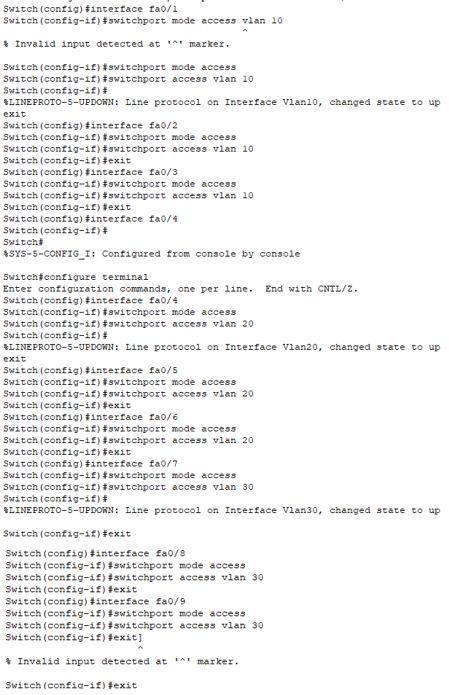 Switch(config)#interface fa0/1
Switch(config-if)#switchport mode access vlan 10
^
% Invalid input detected at '^' marker.
Switch(config-if)#switchport mode access
Switch(config-if)#switchport access vlan 10
Switch(config-if)#
%LINEPROTO-5-UPDOWN: Line protocol on Interface Vlan10, changed state to up
exit
Switch(config)#interface fa0/2
Switch(config-if)#switchport mode access
Switch(config-if)#switchport access vlan 10
Switch(config-if)#exit
Switch(config)#interface fa0/3
Switch(config-if)#switchport mode access
Switch(config-if)#switchport access vlan 10
Switch(config-if)#exit
Switch(config)#interface fa0/4
Switch(config-if)#
Switch#
%SYS-5-CONFIG_I: Configured from console by console
Switch#configure terminal
Enter configuration commands, one per line.  End with CNTL/Z.
Switch(config)#interface fa0/4
Switch(config-if)#switchport mode access
Switch(config-if)#switchport access vlan 20
Switch(config-if)#
%LINEPROTO-5-UPDOWN: Line protocol on Interface Vlan20, changed state to up
exit
Switch(config)#interface fa0/5
Switch(config-if)#switchport mode access
Switch(config-if)#switchport access vlan 20
Switch(config-if)#exit
Switch(config)#interface fa0/6
Switch(config-if)#switchport mode access
Switch(config-if)#switchport access vlan 20
Switch(config-if)#exit
Switch(config)#interface fa0/7
Switch(config-if)#switchport mode access
Switch(config-if)#switchport access vlan 30
Switch(config-if)#
%LINEPROTO-5-UPDOWN: Line protocol on Interface Vlan30, changed state to up
Switch(config-if)#exit
Switch(config)#interface fa0/8
Switch(config-if)#switchport mode access
Switch(config-if)#switchport access vlan 30
Switch(config-if)#exit
Switch(config)#interface fa0/9
Switch(config-if)#switchport mode access
Switch(config-if)#switchport access vlan 30
Switch(config-if)#exit]
^
% Invalid input detected at '^' marker.
Switch(config-if)#exit